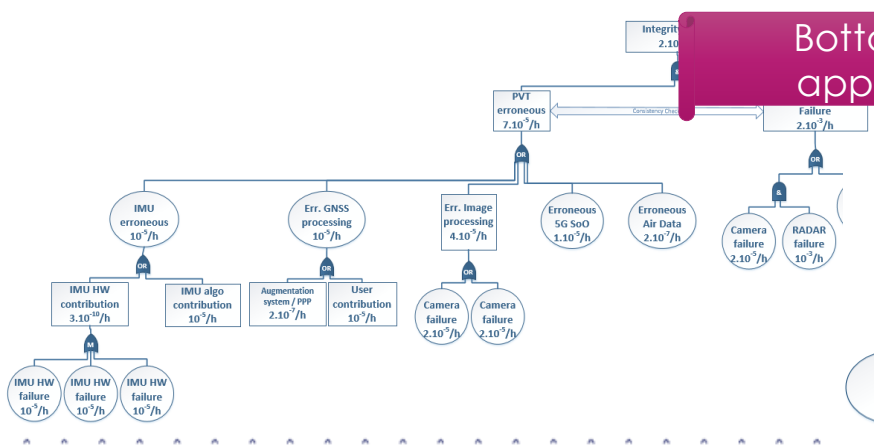 Integrit
2.10
Botto
app
&
PVT
erroneous
7.10⁻⁵/h
Consistency Check
Failure
2.10⁻³/h
OR
OR
IMU
erroneous
10⁻⁵/h
Err. GNSS
processing
10⁻⁵/h
Err. Image
processing
4.10⁻⁵/h
Erroneous
5G SoO
1.10⁻⁵/h
Erroneous
Air Data
2.10⁻⁷/h
&
Camera
failure
2.10⁻⁵/h
RADAR
failure
10⁻³/h
OR
OR
OR
IMU HW
contribution
3.10⁻¹⁰/h
IMU algo
contribution
10⁻⁵/h
Augmentation
system / PPP
2.10⁻⁷/h
User
contribution
10⁻⁵/h
Camera
failure
2.10⁻⁵/h
Camera
failure
2.10⁻⁵/h
M
IMU HW
failure
10⁻⁵/h
IMU HW
failure
10⁻⁵/h
IMU HW
failure
10⁻⁵/h